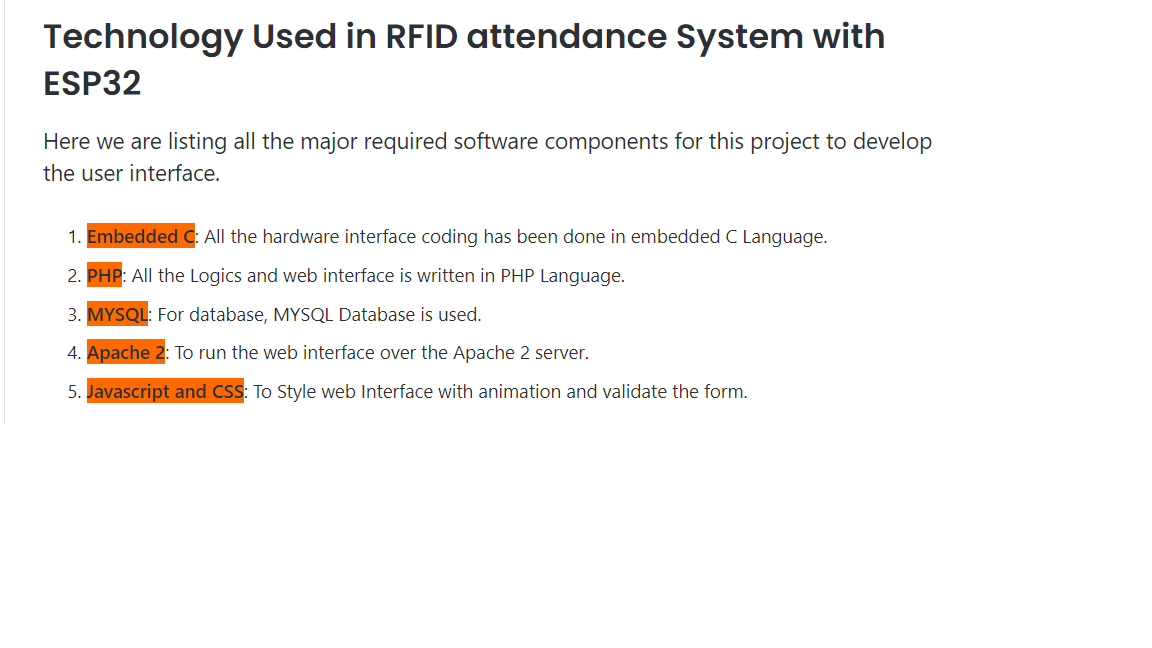 Technology Used in RFID attendance System with
ESP32
Here we are listing all the major required software components for this project to develop
the user interface.
1. Embedded C: All the hardware interface coding has been done in embedded C Language.
2. PHP: All the Logics and web interface is written in PHP Language.
3. MYSQL: For database, MYSQL Database is used.
4. Apache 2: To run the web interface over the Apache 2 server.
5. Javascript and CSS: To Style web Interface with animation and validate the form.